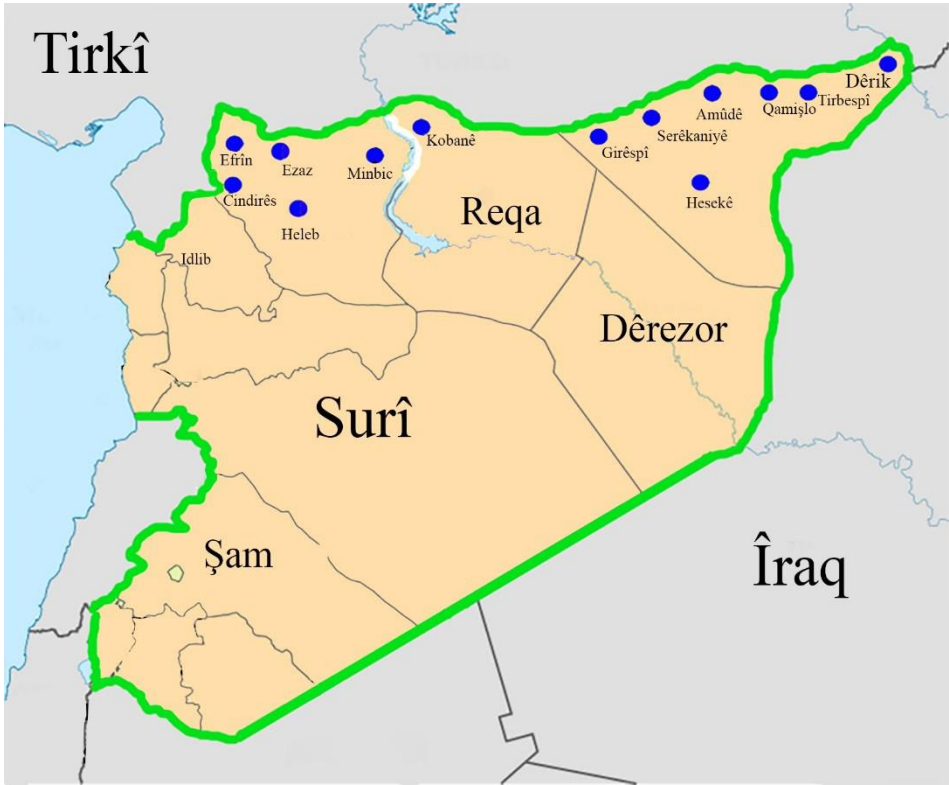 Tirkî
Dêrik
Amûdê
Qamişlo
Tirbespî
Serêkaniyê
Kobanê
Girêspî
Efrîn
Ezaz
Minbic
Cindirês
Hesekê
Heleb
Reqa
Idlib
Dêrezor
Surî
Şam
Îraq